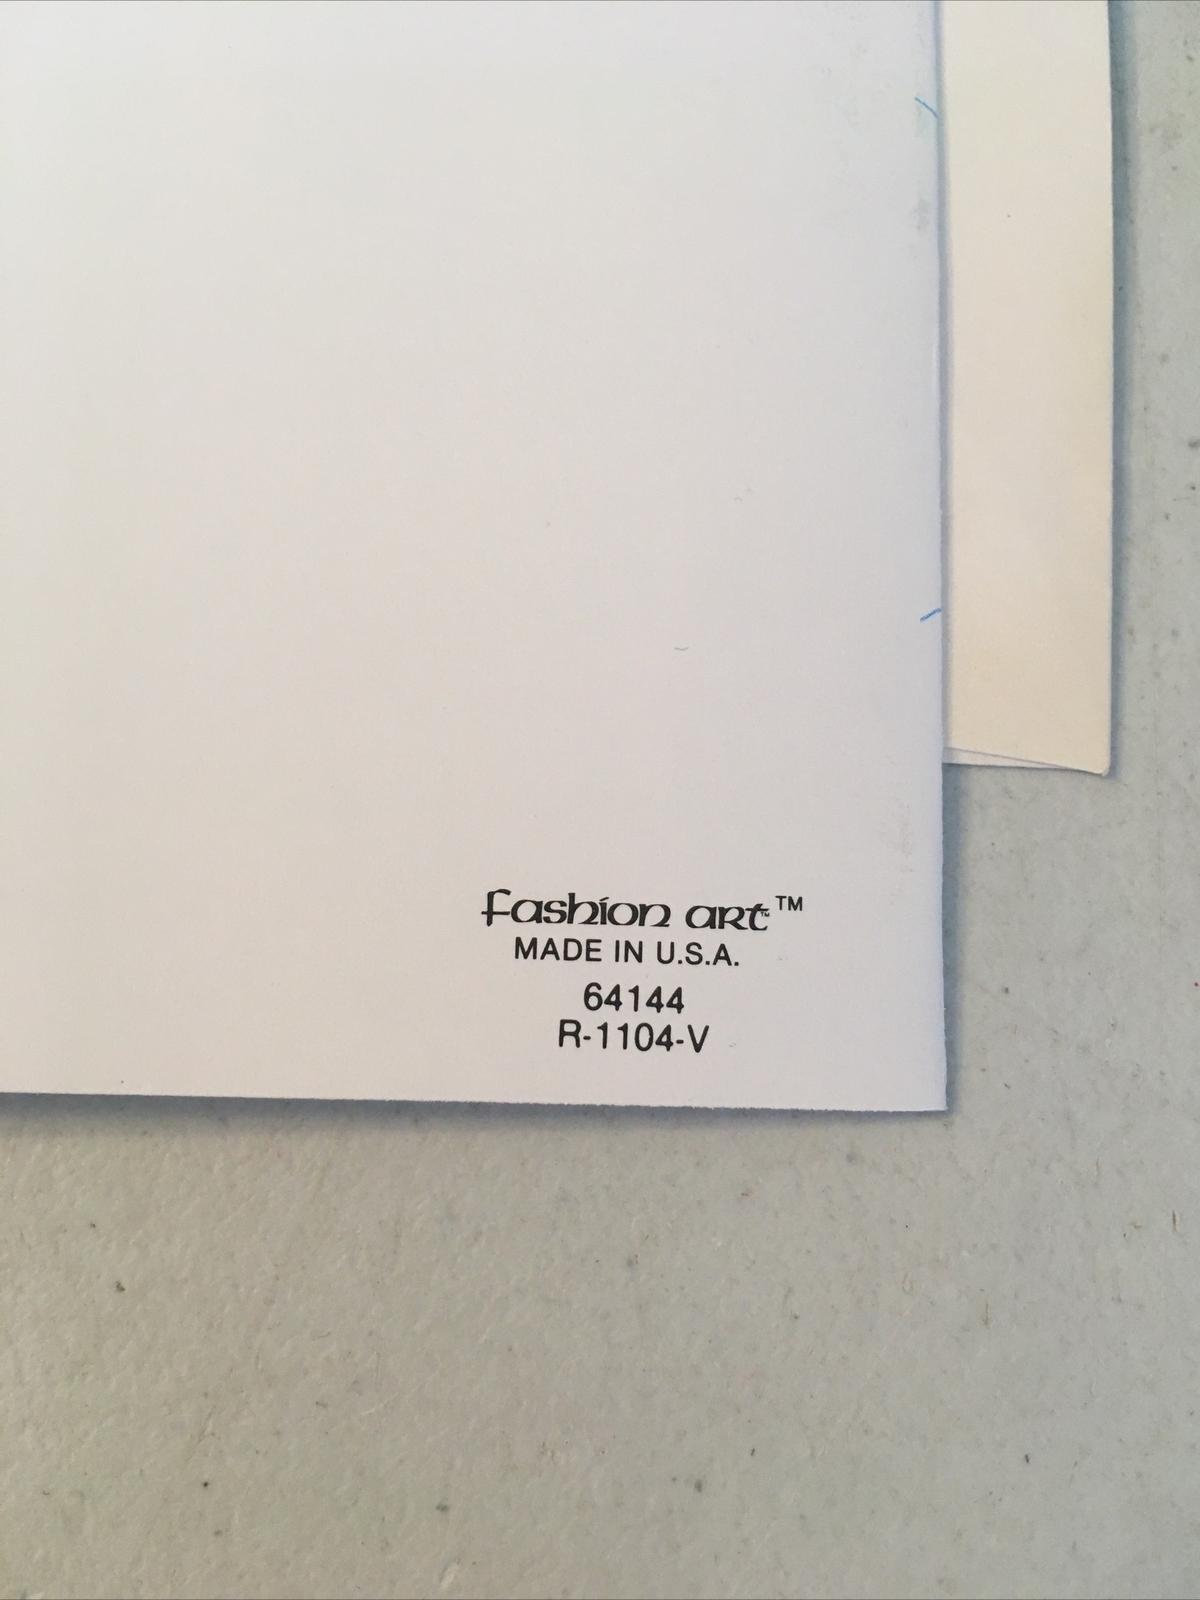 fashion art™
MADE IN U.S.A.
64144
R-1104-V